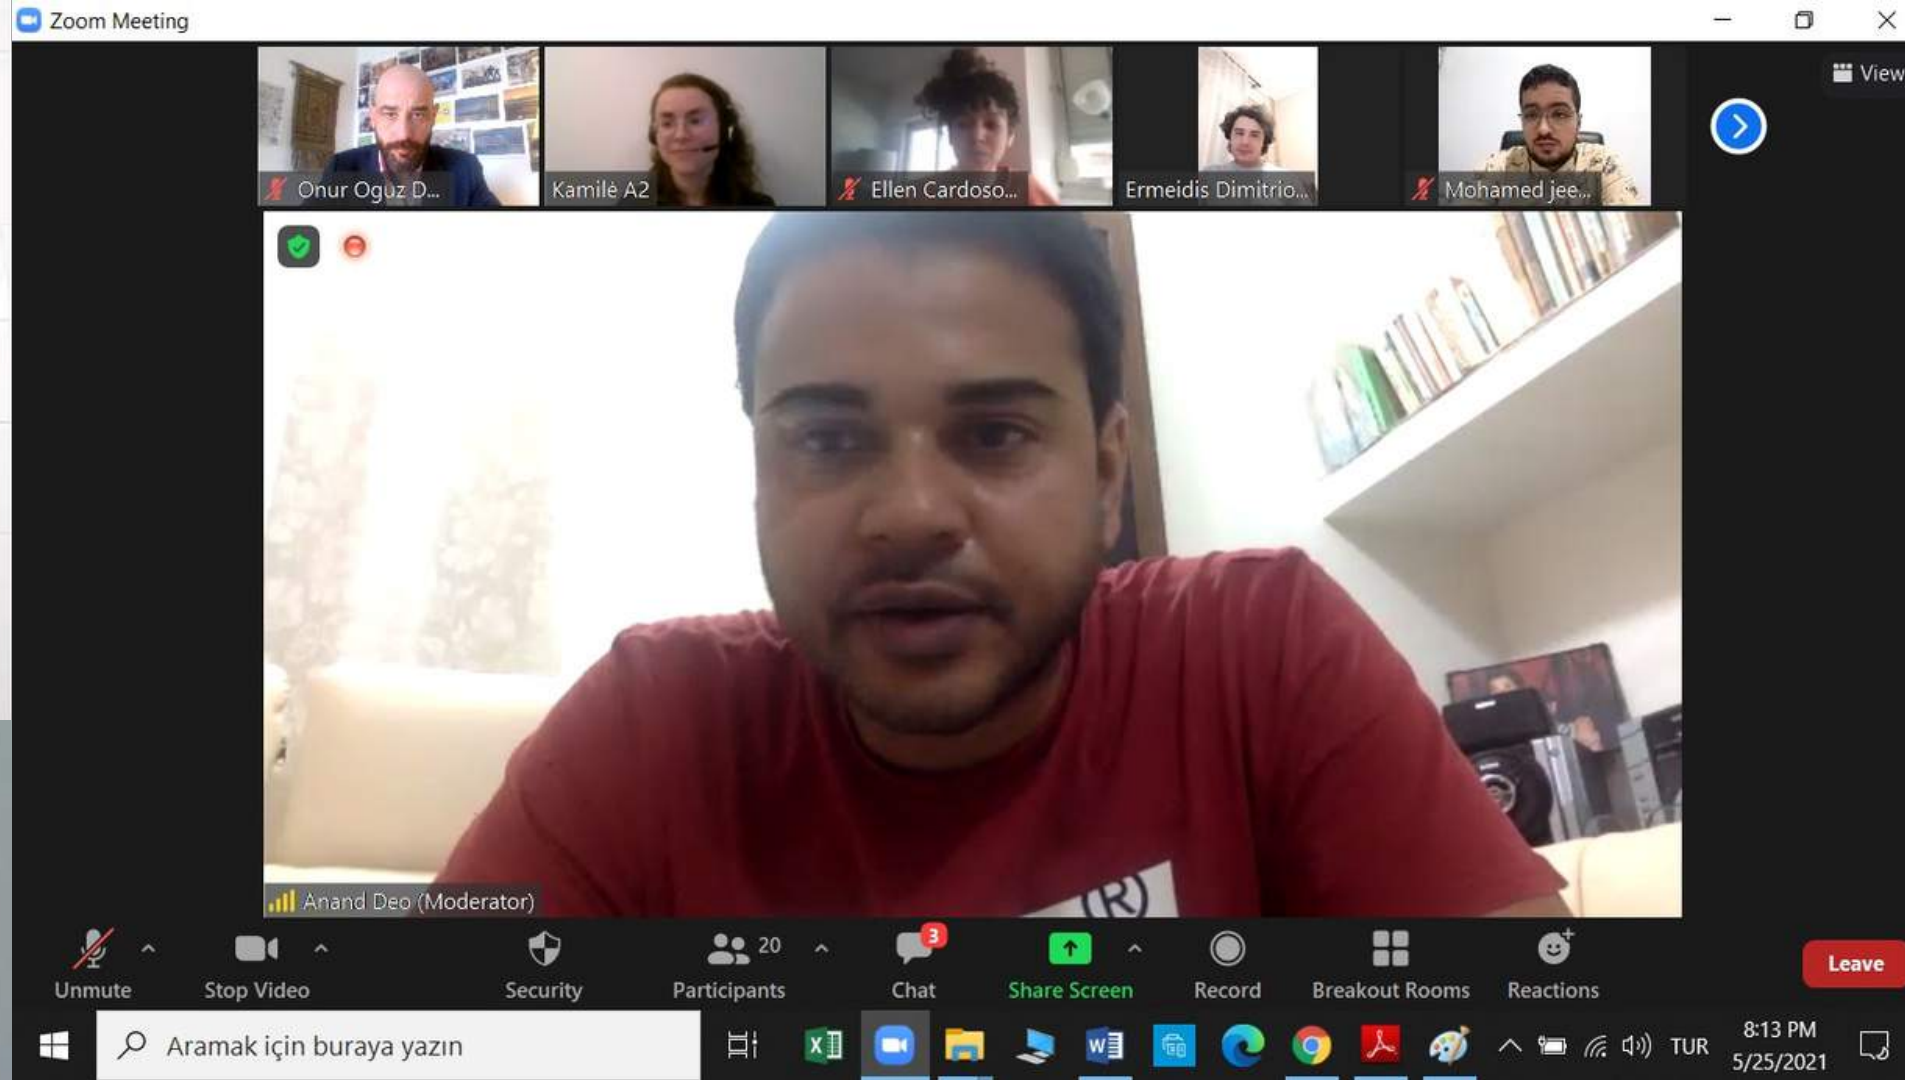 Zoom Meeting
View
Onur Oguz D...
Kamilė A2
Ellen Cardoso...
Ermeidis Dimitrio...
Mohamed jee...
Anand Deo (Moderator)
®
20
3
Unmute
Stop Video
Security
Participants
Chat
Share Screen
Record
Breakout Rooms
Reactions
Leave
Aramak için buraya yazın
TUR
8:13 PM
5/25/2021